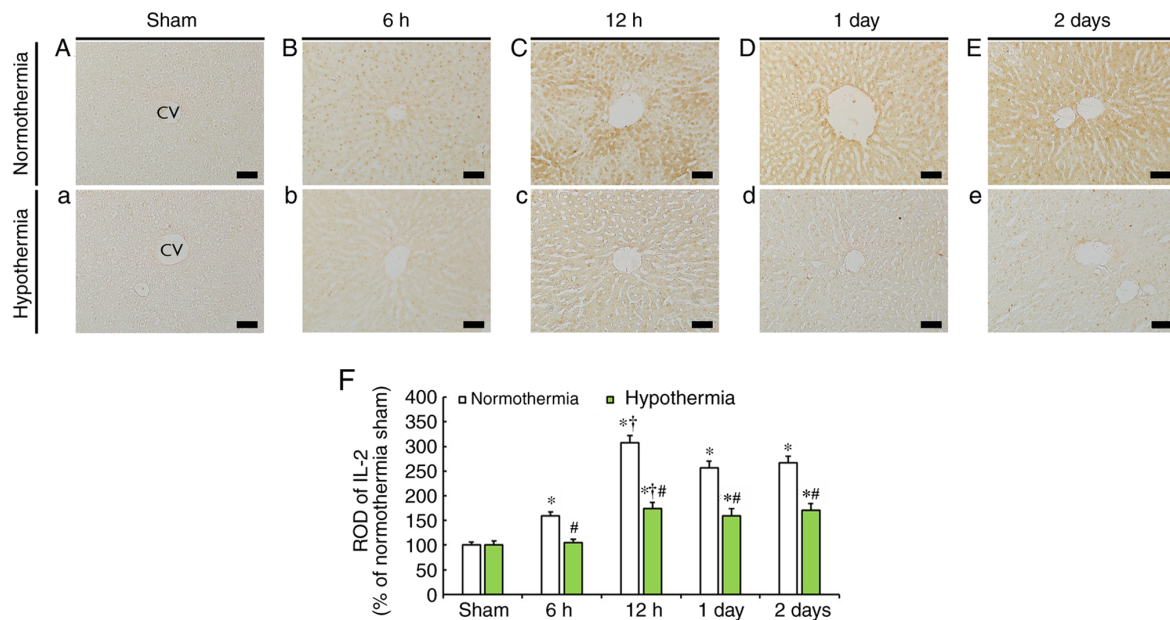 Sham 6 h 12 h 1 day 2 days
Normothermia
A B C D E
CV
Hypothermia
a b c d e
CV
F
Normothermia Hypothermia
ROD of IL-2
(% of normothermia sham)
400
350
300
250
200
150
100
50
0
* # *† *†# * *# * *#
Sham 6 h 12 h 1 day 2 days